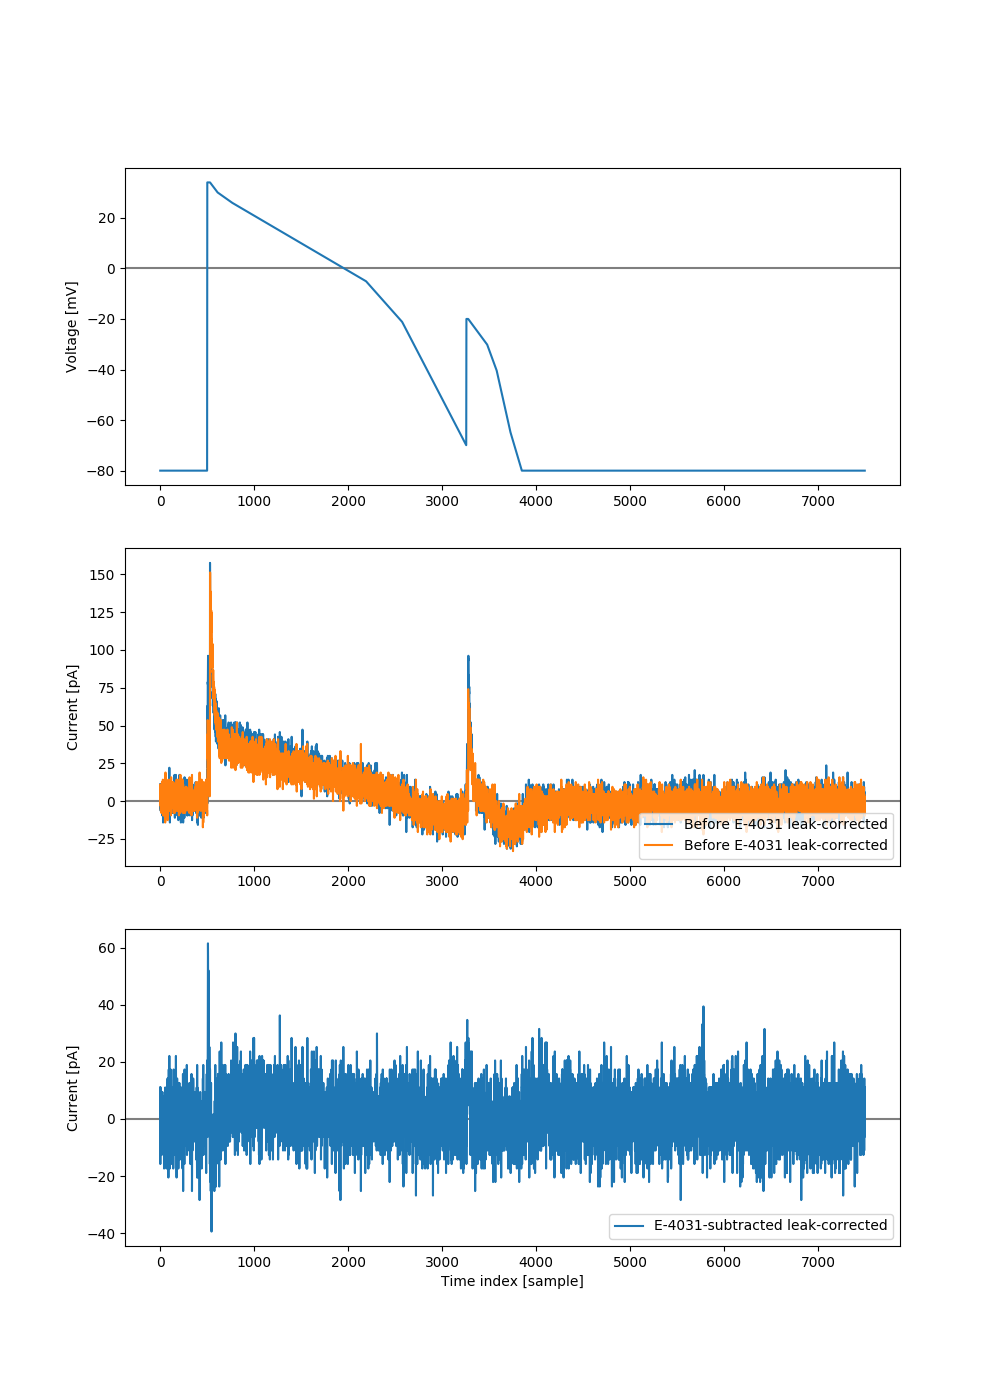 20
0
−20
−40
−60
−80
Voltage [mV]
0 1000 2000 3000 4000 5000 6000 7000
150
125
100
75
50
25
0
−25
Current [pA]
Before E-4031 leak-corrected
Before E-4031 leak-corrected
0 1000 2000 3000 4000 5000 6000 7000
60
40
20
0
−20
−40
Current [pA]
E-4031-subtracted leak-corrected
0 1000 2000 3000 4000 5000 6000 7000
Time index [sample]